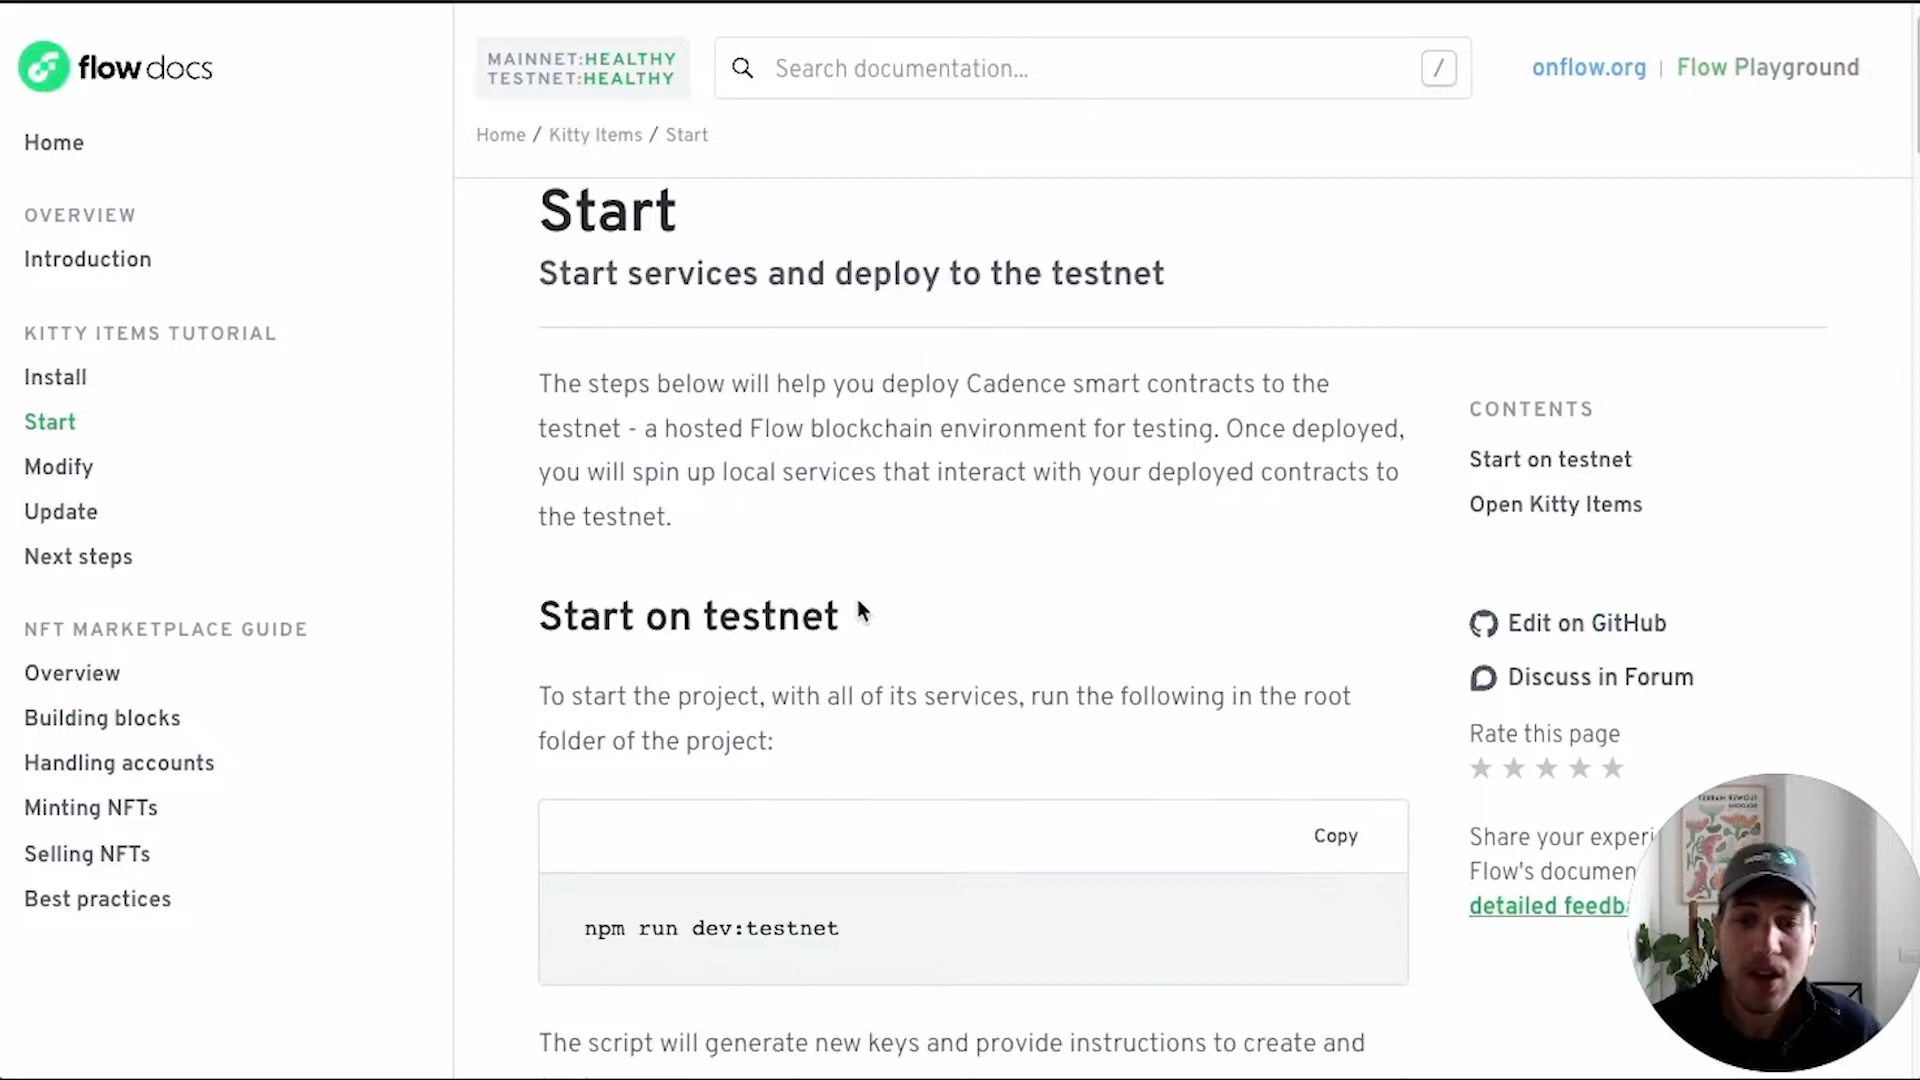 flow docs
Home
OVERVIEW
Introduction
KITTY ITEMS TUTORIAL
Install
Start
Modify
Update
Next steps
NFT MARKETPLACE GUIDE
Overview
Building blocks
Handling accounts
Minting NFTs
Selling NFTs
Best practices
MAINNET:HEALTHY
TESTNET:HEALTHY
Search documentation...
/
onflow.org | Flow Playground
Home / Kitty Items / Start
Start
Start services and deploy to the testnet
The steps below will help you deploy Cadence smart contracts to the
testnet - a hosted Flow blockchain environment for testing. Once deployed,
you will spin up local services that interact with your deployed contracts to
the testnet.
Start on testnet
To start the project, with all of its services, run the following in the root
folder of the project:
Copy
npm run dev:testnet
The script will generate new keys and provide instructions to create and
CONTENTS
Start on testnet
Open Kitty Items
Edit on GitHub
Discuss in Forum
Rate this page
Share your experi
Flow's documen
detailed feedba